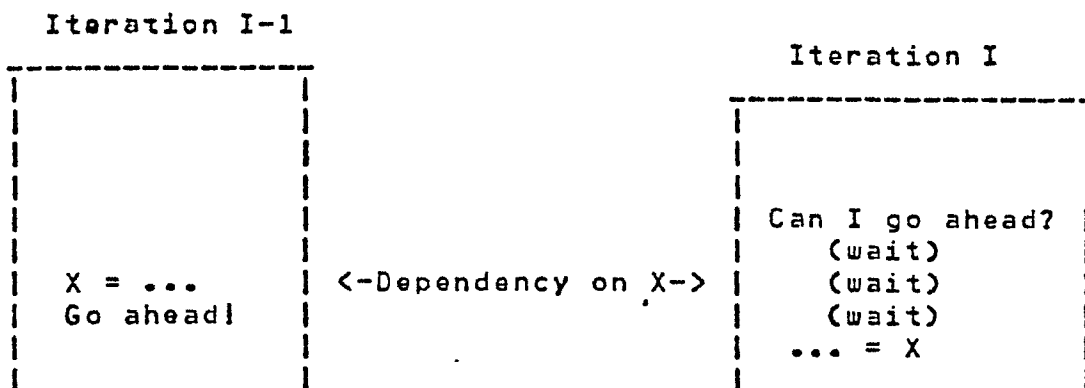 Iteration I-1
Iteration I
Can I go ahead?
(wait)
X = ... <-Dependency on X-> (wait)
Go ahead! (wait)
... = X